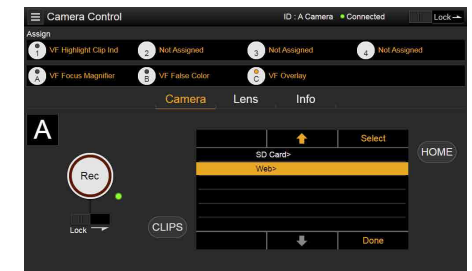 Camera Control
ID : A Camera
Connected
Lock
Assign
1 VF Highlight Clip Ind
2 Not Assigned
3 Not Assigned
4 Not Assigned
A VF Focus Magnifier
B VF False Color
C VF Overlay
Camera Lens Info
A
Select
SD Card>
HOME
Web>
Rec
CLIPS
Lock
Done